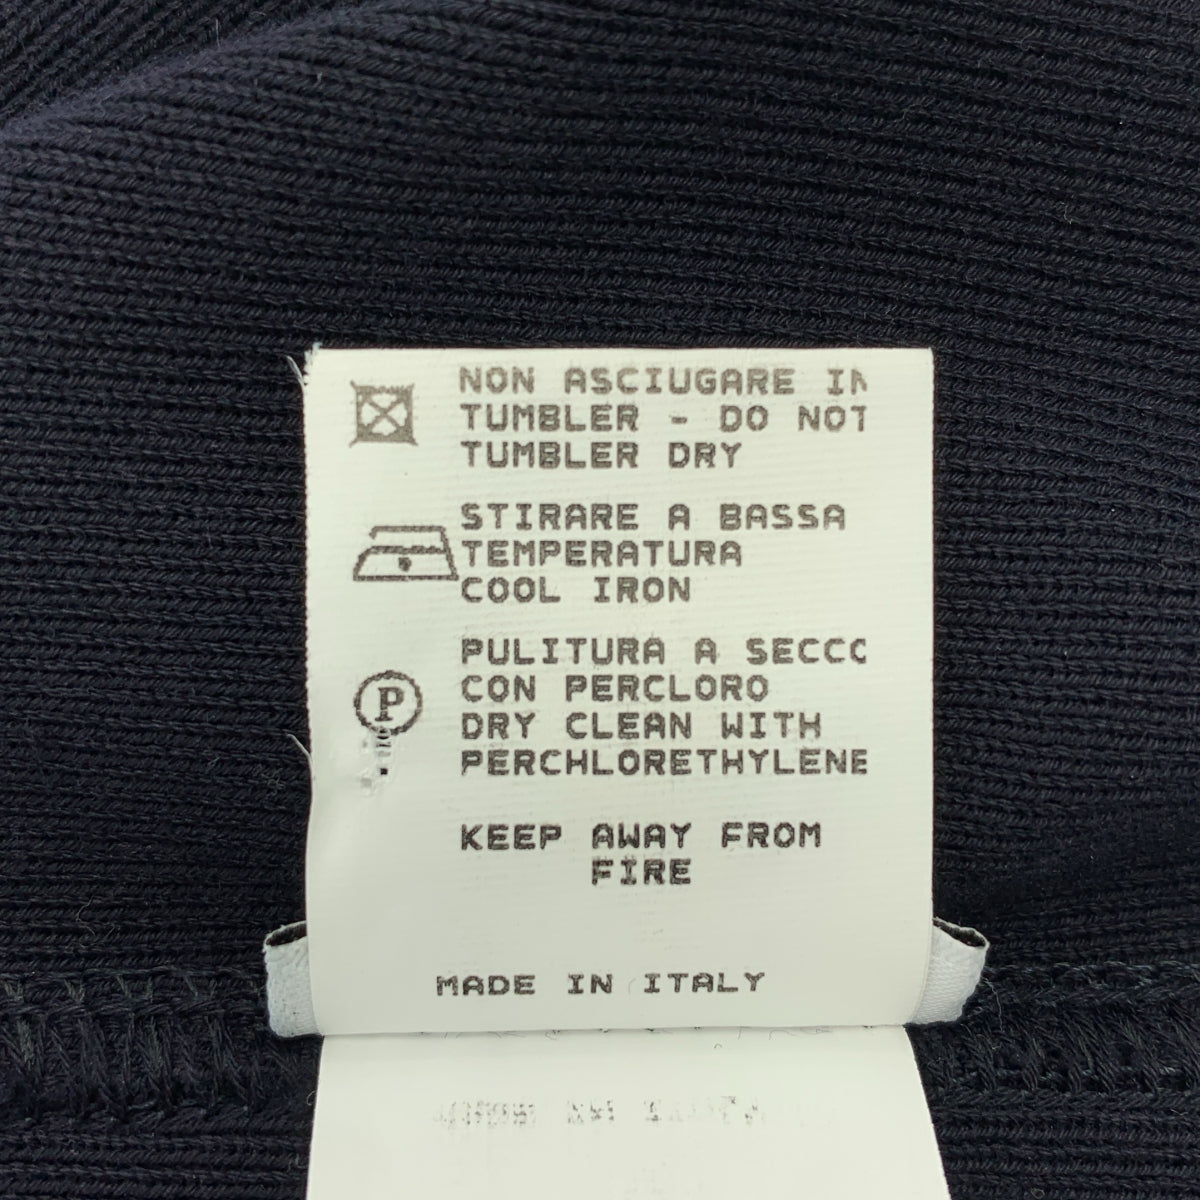 NON ASCIUGARE IN
TUMBLER - DO NOT
TUMBLER DRY
STIRARE A BASSA
TEMPERATURA
COOL IRON
P
PULITURA A SECCO
CON PERCLORO
DRY CLEAN WITH
PERCHLORETHYLENE
KEEP AWAY FROM
FIRE
MADE IN ITALY